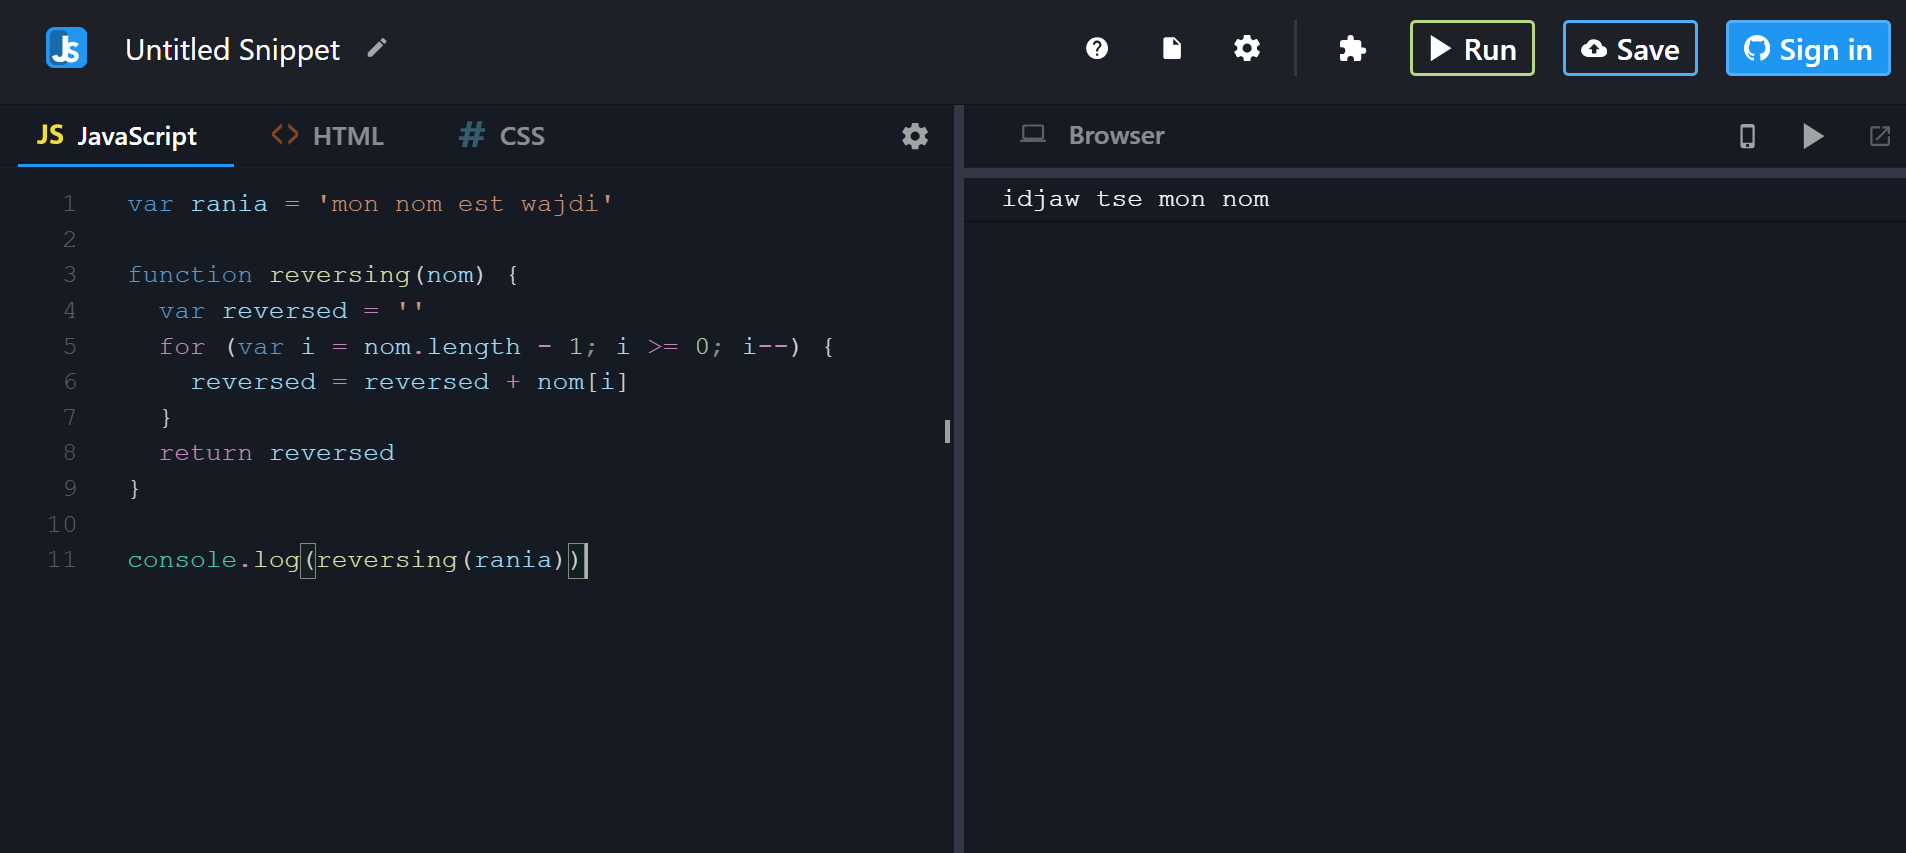 JS Untitled Snippet Run Save Sign in
JS JavaScript <> HTML # CSS Browser
1 var rania = 'mon nom est wajdi'
2
3 function reversing(nom) {
4 var reversed = ''
5 for (var i = nom.length - 1; i >= 0; i--) {
6 reversed = reversed + nom[i]
7 }
8 return reversed
9 }
10
11 console.log(reversing(rania))
idjaw tse mon nom